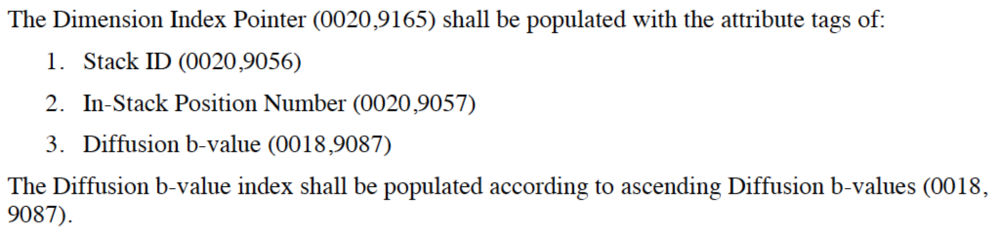 The Dimension Index Pointer (0020,9165) shall be populated with the attribute tags of:
1. Stack ID (0020,9056)
2. In-Stack Position Number (0020,9057)
3. Diffusion b-value (0018,9087)
The Diffusion b-value index shall be populated according to ascending Diffusion b-values (0018,
9087).